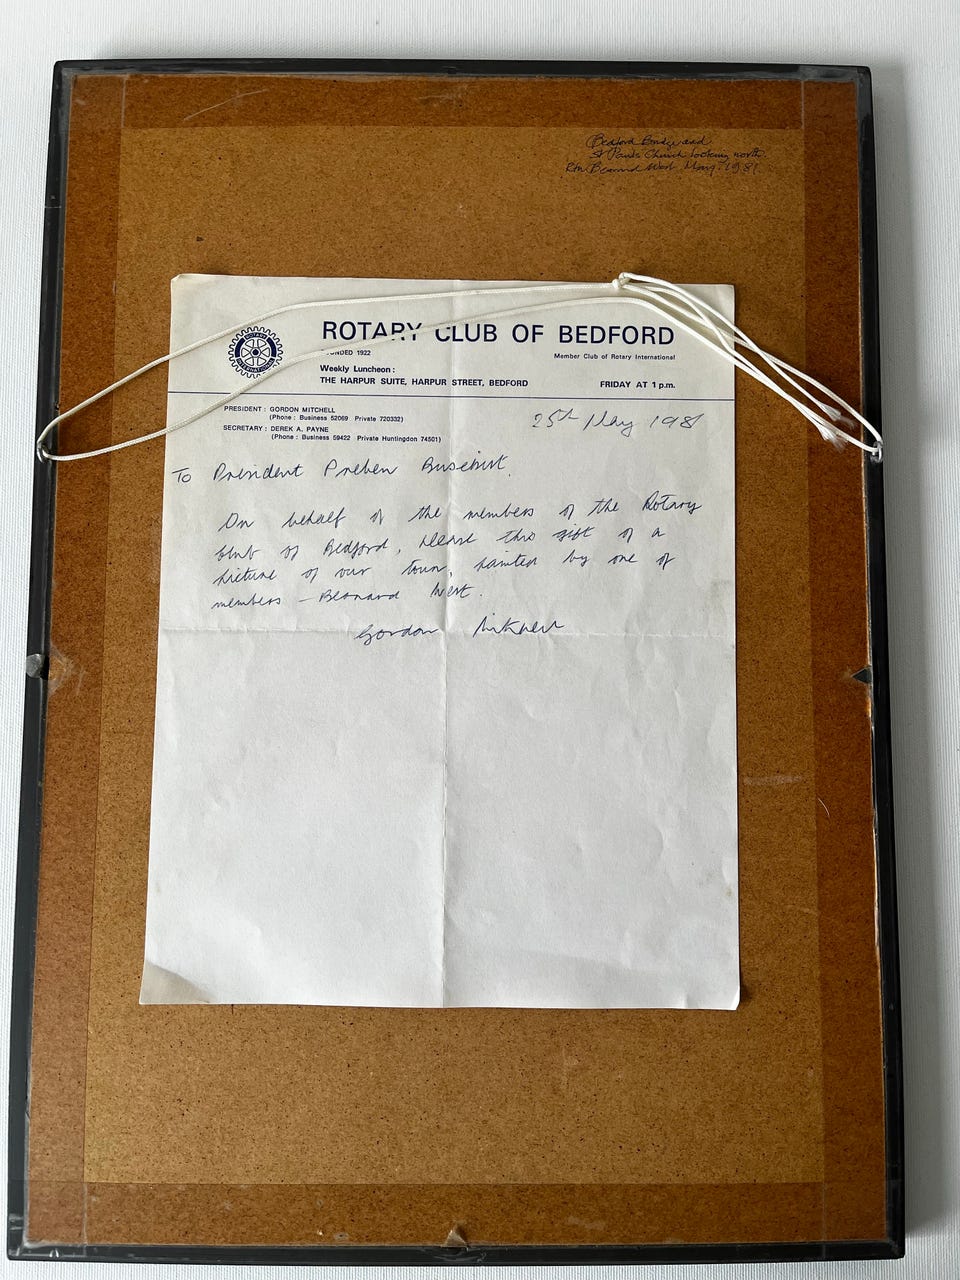 Bedford Bridge and
St Pauls Church looking north.
Rtn. Bernard West. May. 1981.
ROTARY CLUB OF BEDFORD
ROTARY
INTERNATIONAL
FOUNDED 1922
Member Club of Rotary International
Weekly Luncheon :
THE HARPUR SUITE, HARPUR STREET, BEDFORD
FRIDAY AT 1 p.m.
PRESIDENT : GORDON MITCHELL
(Phone : Business 52069 Private 720332)
SECRETARY : DEREK A. PAYNE
(Phone : Business 59422 Private Huntingdon 74501)
25th May 1981
To President Preben
On behalf of the members of the Rotary
Club of Bedford, please this gift of a
picture of our town, painted by one of
members – Bernard West.
Gordon Mitchell